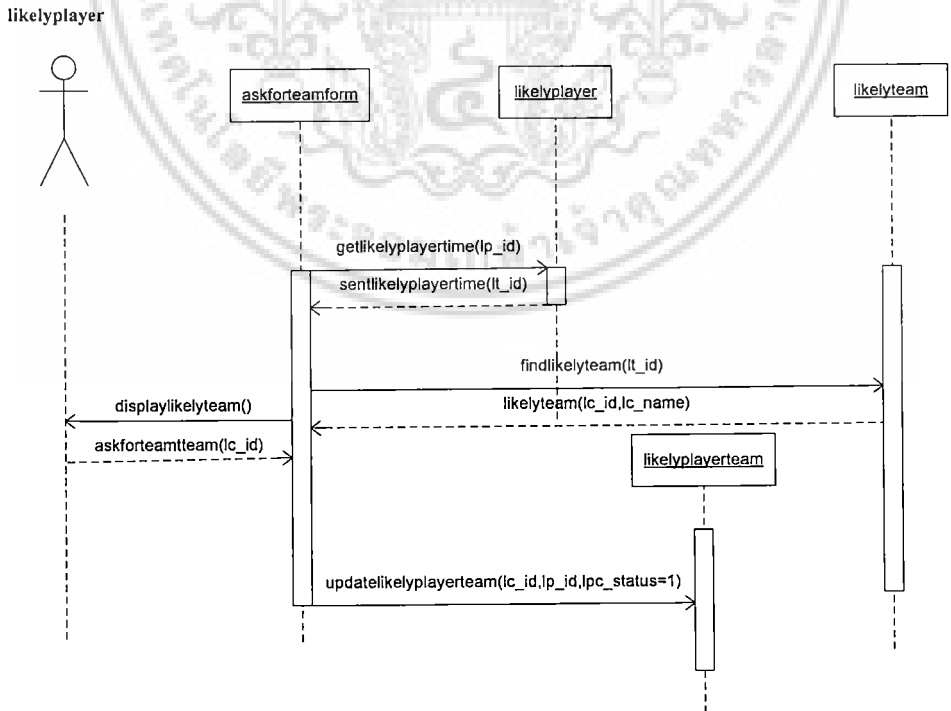 likelyplayer
askforteamform
likelyplayer
likelyteam
getlikelyplayertime(lp_id)
sentlikelyplayertime(lt_id)
findlikelyteam(lt_id)
displaylikelyteam()
likelyteam(lc_id,lc_name)
askforteamtteam(lc_id)
likelyplayerteam
updatelikelyplayerteam(lc_id,lp_id,lpc_status=1)